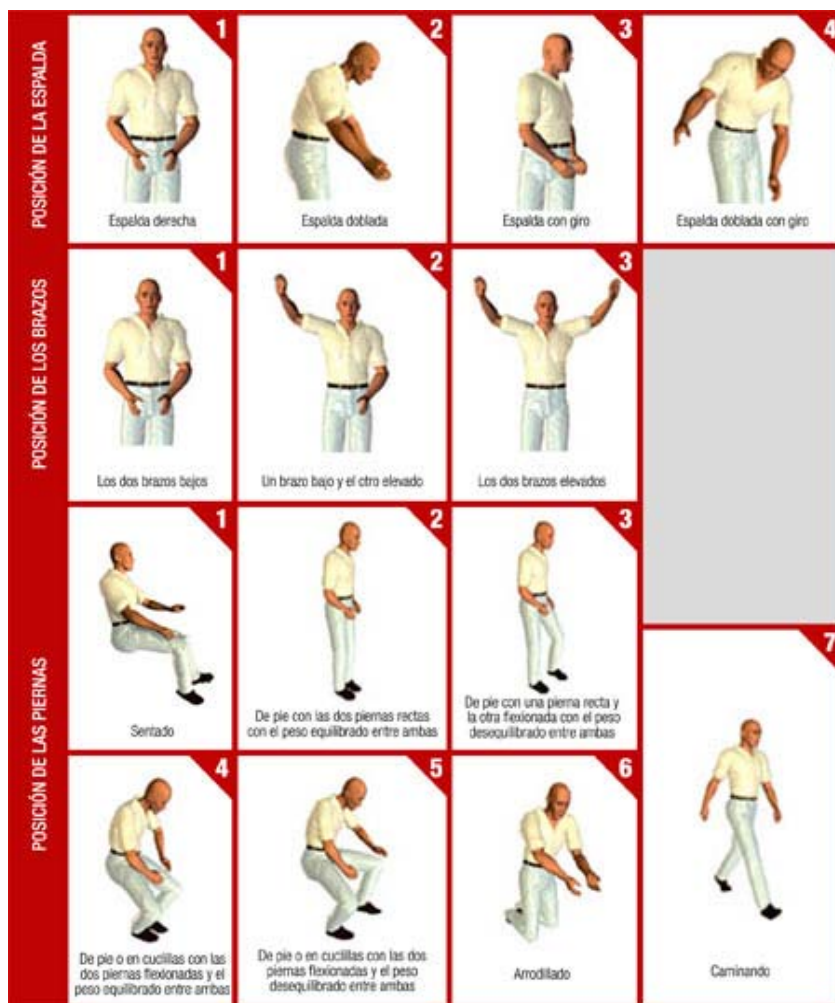 POSICIÓN DE LA ESPALDA
1
2
3
4
Espalda derecha
Espalda doblada
Espalda con giro
Espalda doblada con giro
POSICIÓN DE LOS BRAZOS
1
2
3
Los dos brazos bajos
Un brazo bajo y el otro elevado
Los dos brazos elevados
POSICIÓN DE LAS PIERNAS
1
2
3
Sentado
De pie con las dos piernas rectas
con el peso equilibrado entre ambas
De pie con una pierna recta y
la otra flexionada con el peso
desequilibrado entre ambas
4
5
6
7
De pie o en cuclillas con las
dos piernas flexionadas y el
peso equilibrado entre ambas
De pie o en cuclillas con las dos
piernas flexionadas y el peso
desequilibrado entre ambas
Arrodillado
Caminando